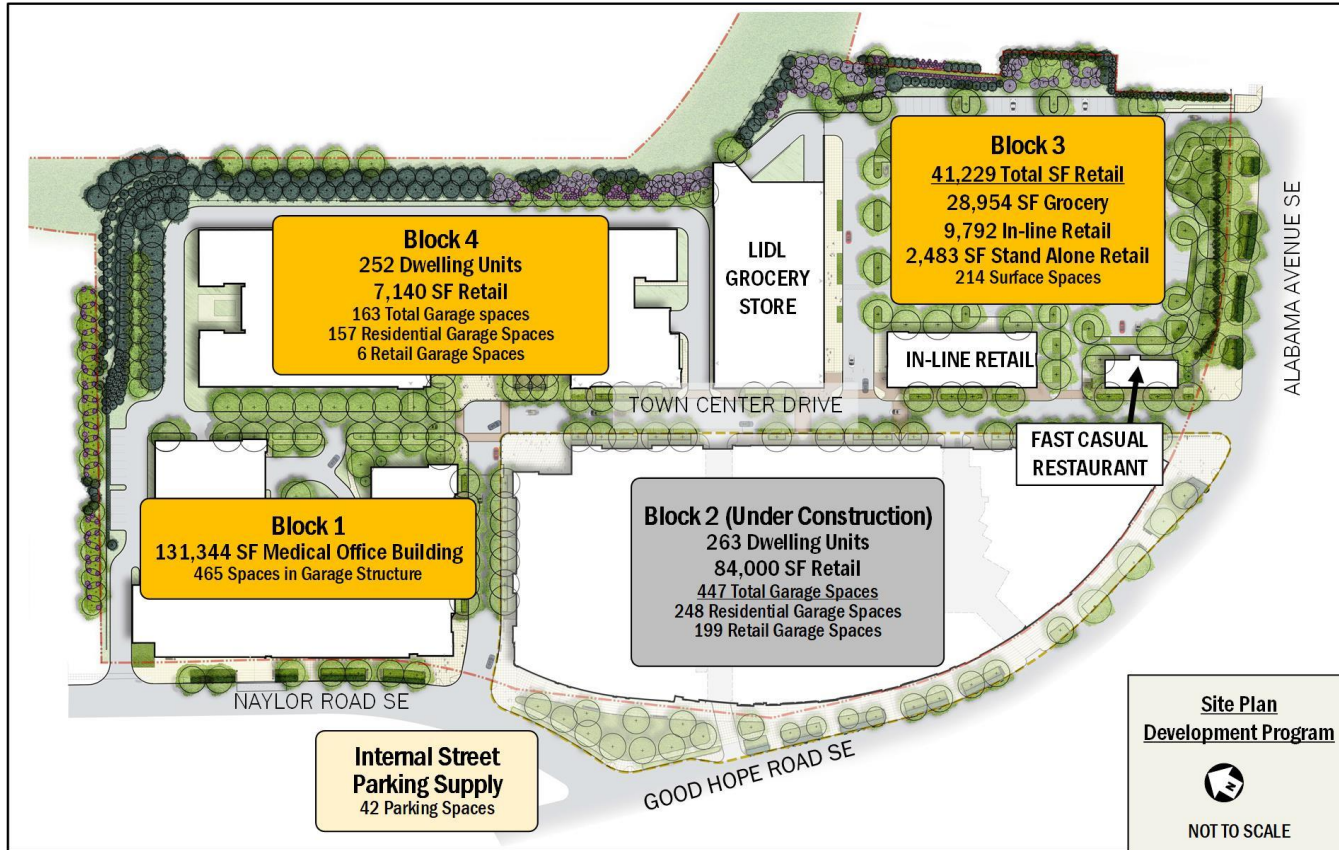 Block 3
41,229 Total SF Retail
28,954 SF Grocery
9,792 In-line Retail
2,483 SF Stand Alone Retail
214 Surface Spaces
ALABAMA AVENUE SE
Block 4
252 Dwelling Units
7,140 SF Retail
163 Total Garage spaces
157 Residential Garage Spaces
6 Retail Garage Spaces
LIDL
GROCERY
STORE
IN-LINE RETAIL
TOWN CENTER DRIVE
FAST CASUAL
RESTAURANT
Block 1
131,344 SF Medical Office Building
465 Spaces in Garage Structure
Block 2 (Under Construction)
263 Dwelling Units
84,000 SF Retail
447 Total Garage Spaces
248 Residential Garage Spaces
199 Retail Garage Spaces
NAYLOR ROAD SE
GOOD HOPE ROAD SE
Internal Street
Parking Supply
42 Parking Spaces
Site Plan
Development Program
N
NOT TO SCALE